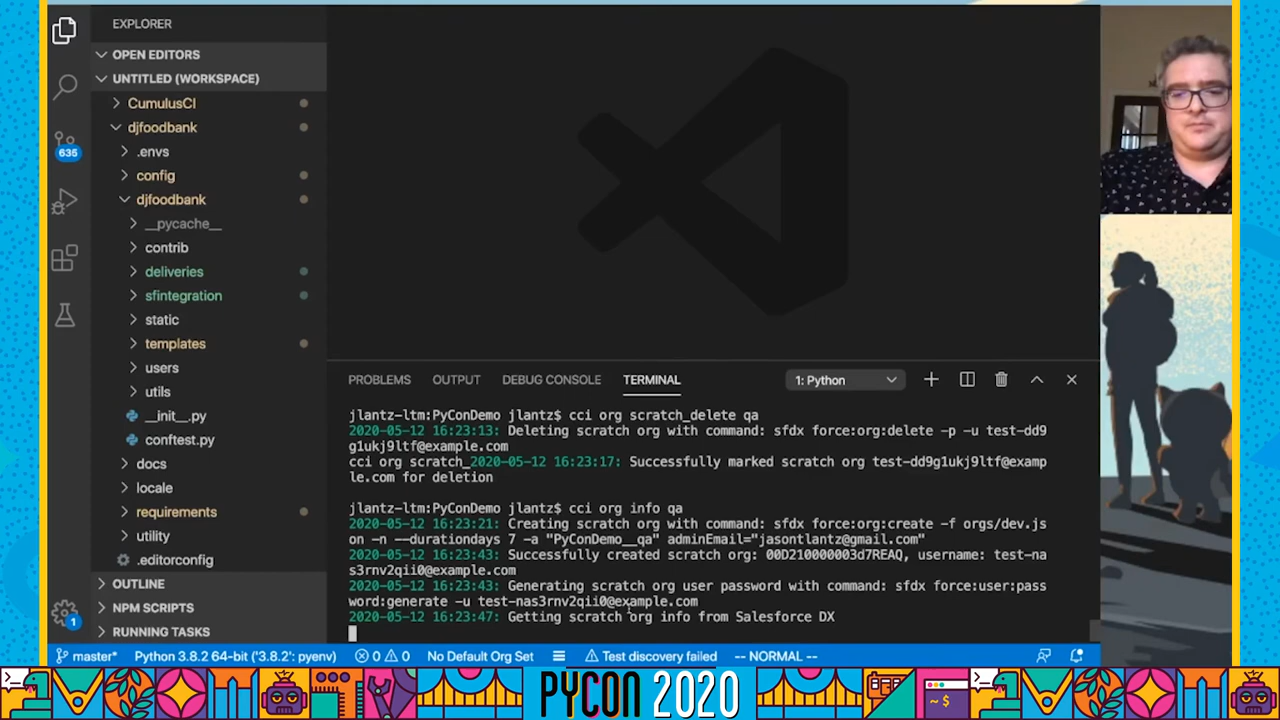 EXPLORER
OPEN EDITORS
UNTITLED (WORKSPACE)
CumulusCI
djfoodbank
.envs
config
djfoodbank
__pycache__
contrib
deliveries
sfintegration
static
templates
users
utils
__init__.py
conftest.py
docs
locale
requirements
utility
.editorconfig
OUTLINE
NPM SCRIPTS
RUNNING TASKS
635
1
PROBLEMS OUTPUT DEBUG CONSOLE TERMINAL 1: Python
jlantz-ltm:PyConDemo jlantz$ cci org scratch_delete qa
2020-05-12 16:23:13: Deleting scratch org with command: sfdx force:org:delete -p -u test-dd9
g1ukj9ltf@example.com
cci org scratch_2020-05-12 16:23:17: Successfully marked scratch org test-dd9g1ukj9ltf@examp
le.com for deletion
jlantz-ltm:PyConDemo jlantz$ cci org info qa
2020-05-12 16:23:21: Creating scratch org with command: sfdx force:org:create -f orgs/dev.js
on -n --durationdays 7 -a "PyConDemo__qa" adminEmail="jasontlantz@gmail.com"
2020-05-12 16:23:43: Successfully created scratch org: 00D210000003d7REAQ, username: test-na
s3rnv2qii0@example.com
2020-05-12 16:23:43: Generating scratch org user password with command: sfdx force:user:pass
word:generate -u test-nas3rnv2qii0@example.com
2020-05-12 16:23:47: Getting scratch org info from Salesforce DX
master* Python 3.8.2 64-bit ('3.8.2': pyenv) 0 0 No Default Org Set Test discovery failed -- NORMAL --
PYCON 2020
~$